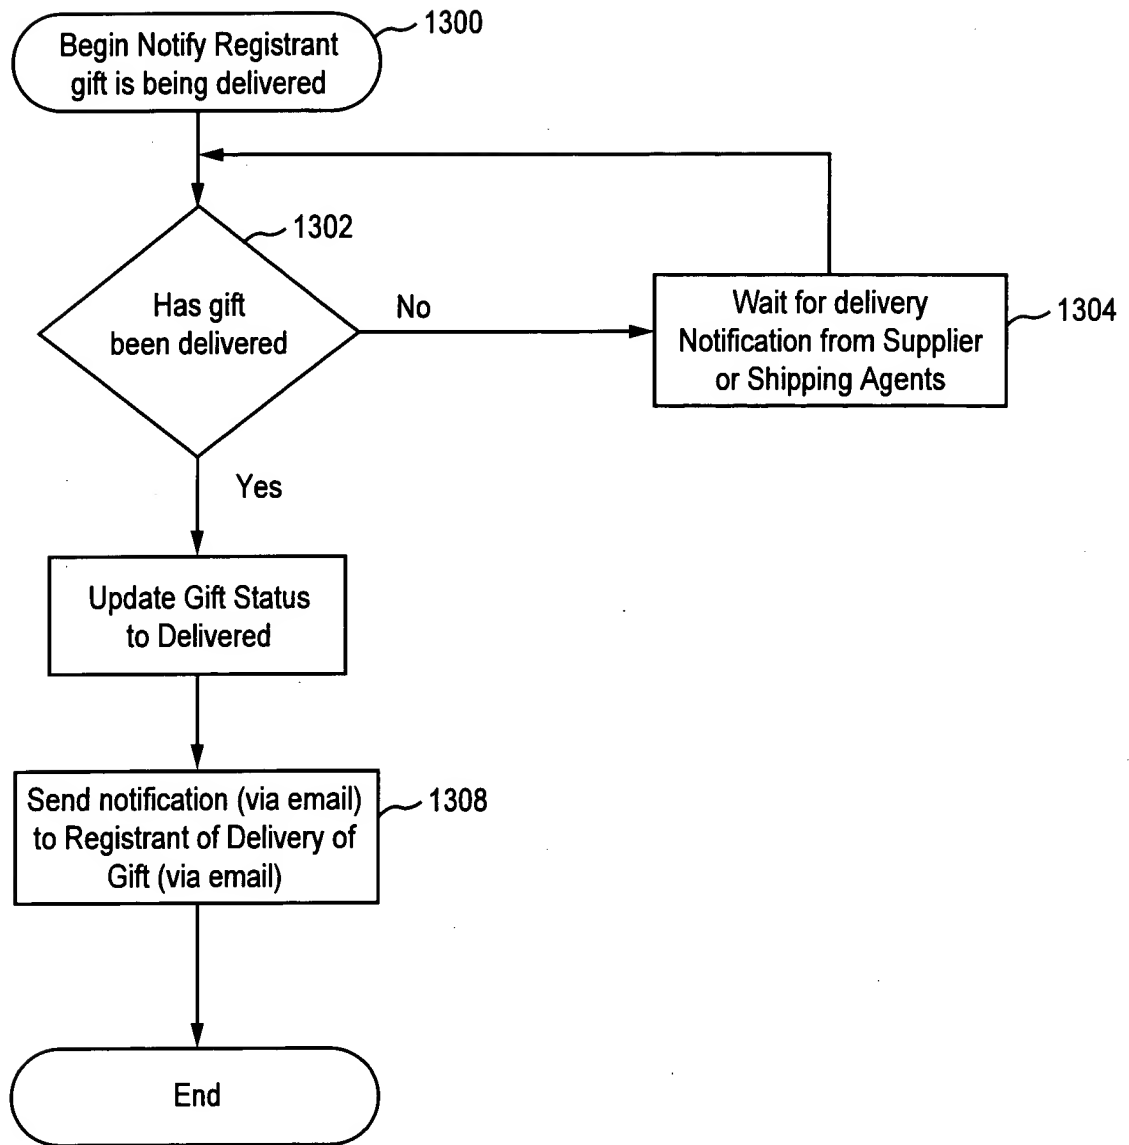 1300
Begin Notify Registrant
gift is being delivered
1302
Has gift
been delivered
No
Wait for delivery
Notification from Supplier
or Shipping Agents
1304
Yes
Update Gift Status
to Delivered
Send notification (via email)
to Registrant of Delivery of
Gift (via email)
1308
End